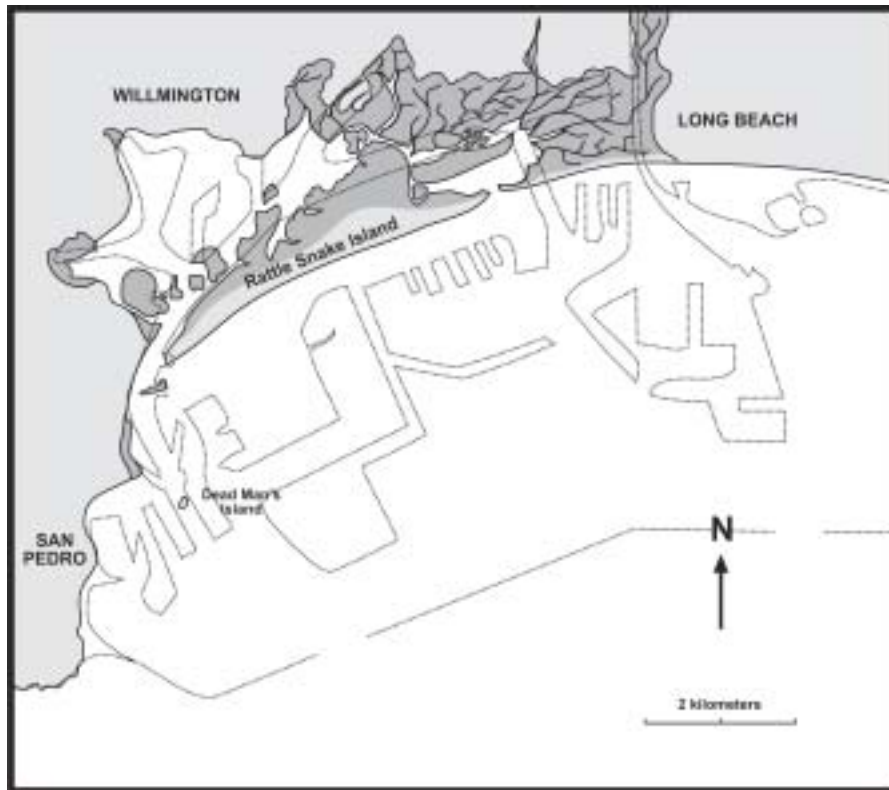 WILLMINGTON
LONG BEACH
Rattle Snake Island
Dead Man's
Island
SAN
PEDRO
N
2 kilometers